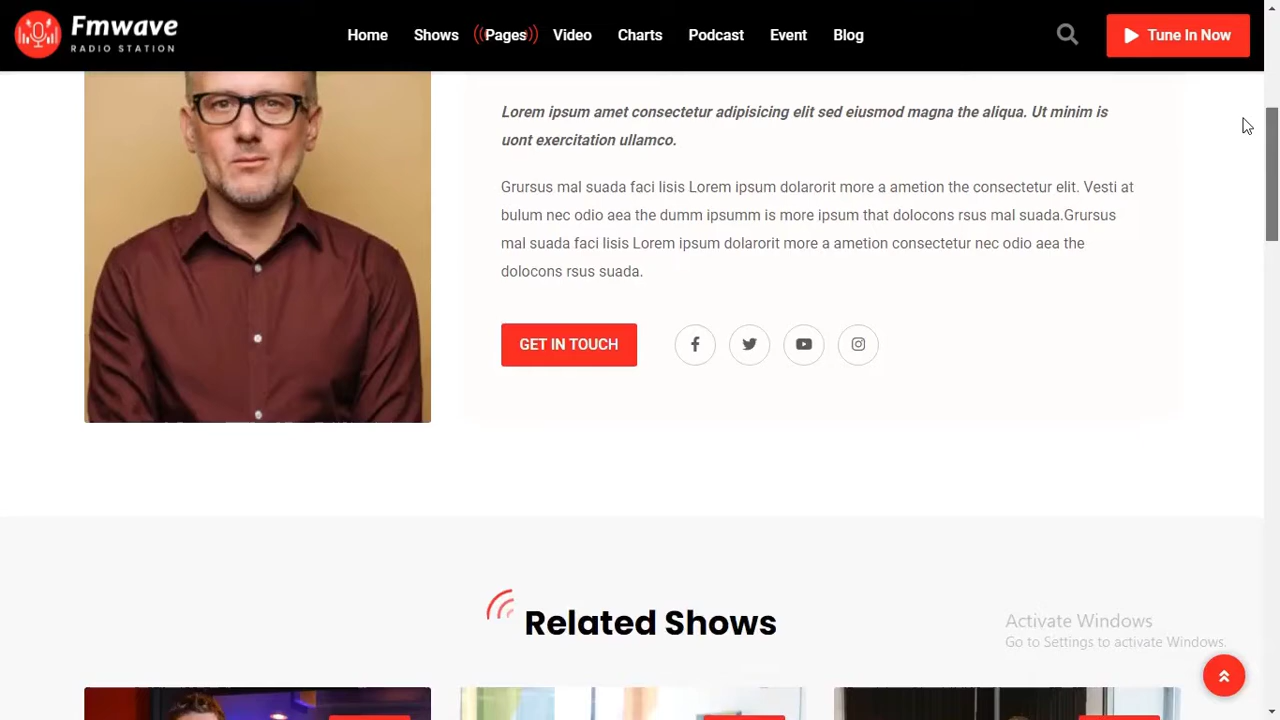 Fmwave
RADIO STATION
Home Shows Pages Video Charts Podcast Event Blog
Tune In Now
Lorem ipsum amet consectetur adipisicing elit sed eiusmod magna the aliqua. Ut minim is
uont exercitation ullamco.
Grursus mal suada faci lisis Lorem ipsum dolarorit more a ametion the consectetur elit. Vesti at
bulum nec odio aea the dumm ipsumm is more ipsum that dolocons rsus mal suada.Grursus
mal suada faci lisis Lorem ipsum dolarorit more a ametion consectetur nec odio aea the
dolocons rsus suada.
GET IN TOUCH
Related Shows
Activate Windows
Go to Settings to activate Windows.